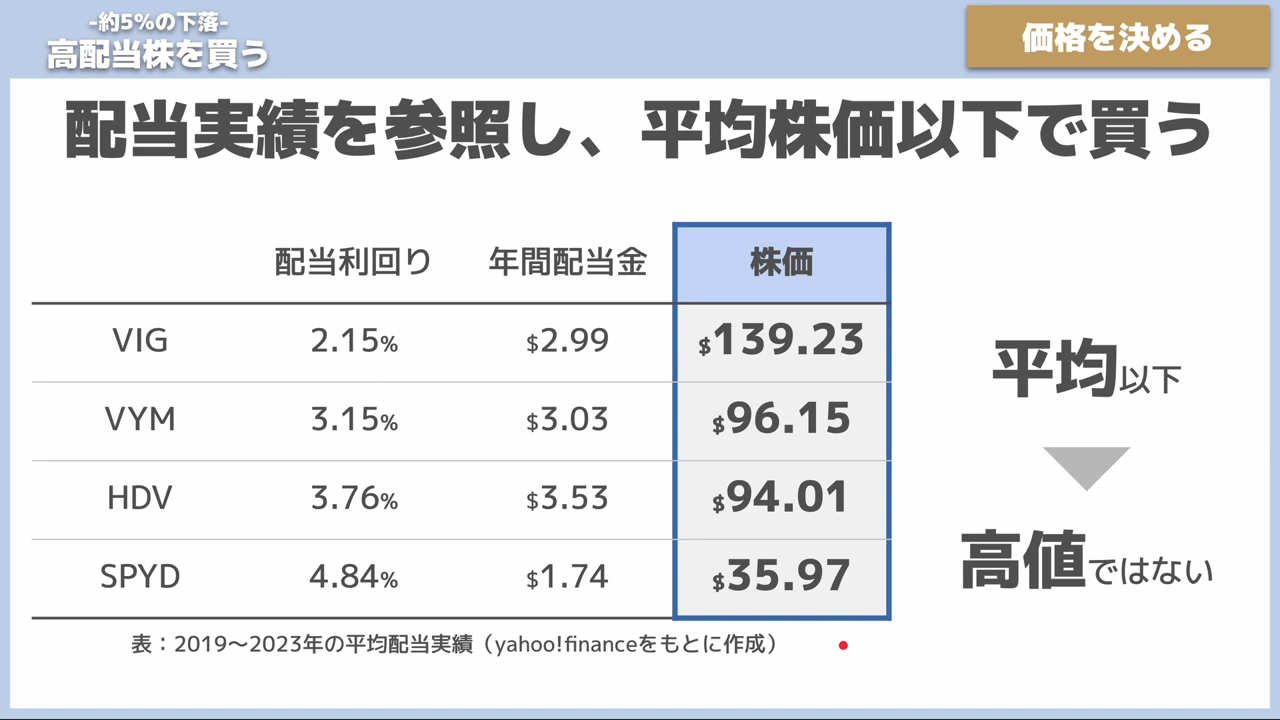 -約5%の下落-
高配当株を買う
価格を決める
配当実績を参照し、平均株価以下で買う
配当利回り 年間配当金 株価
VIG 2.15% $2.99 $139.23
VYM 3.15% $3.03 $96.15
HDV 3.76% $3.53 $94.01
SPYD 4.84% $1.74 $35.97
平均以下
高値ではない
表：2019〜2023年の平均配当実績（yahoo!financeをもとに作成）